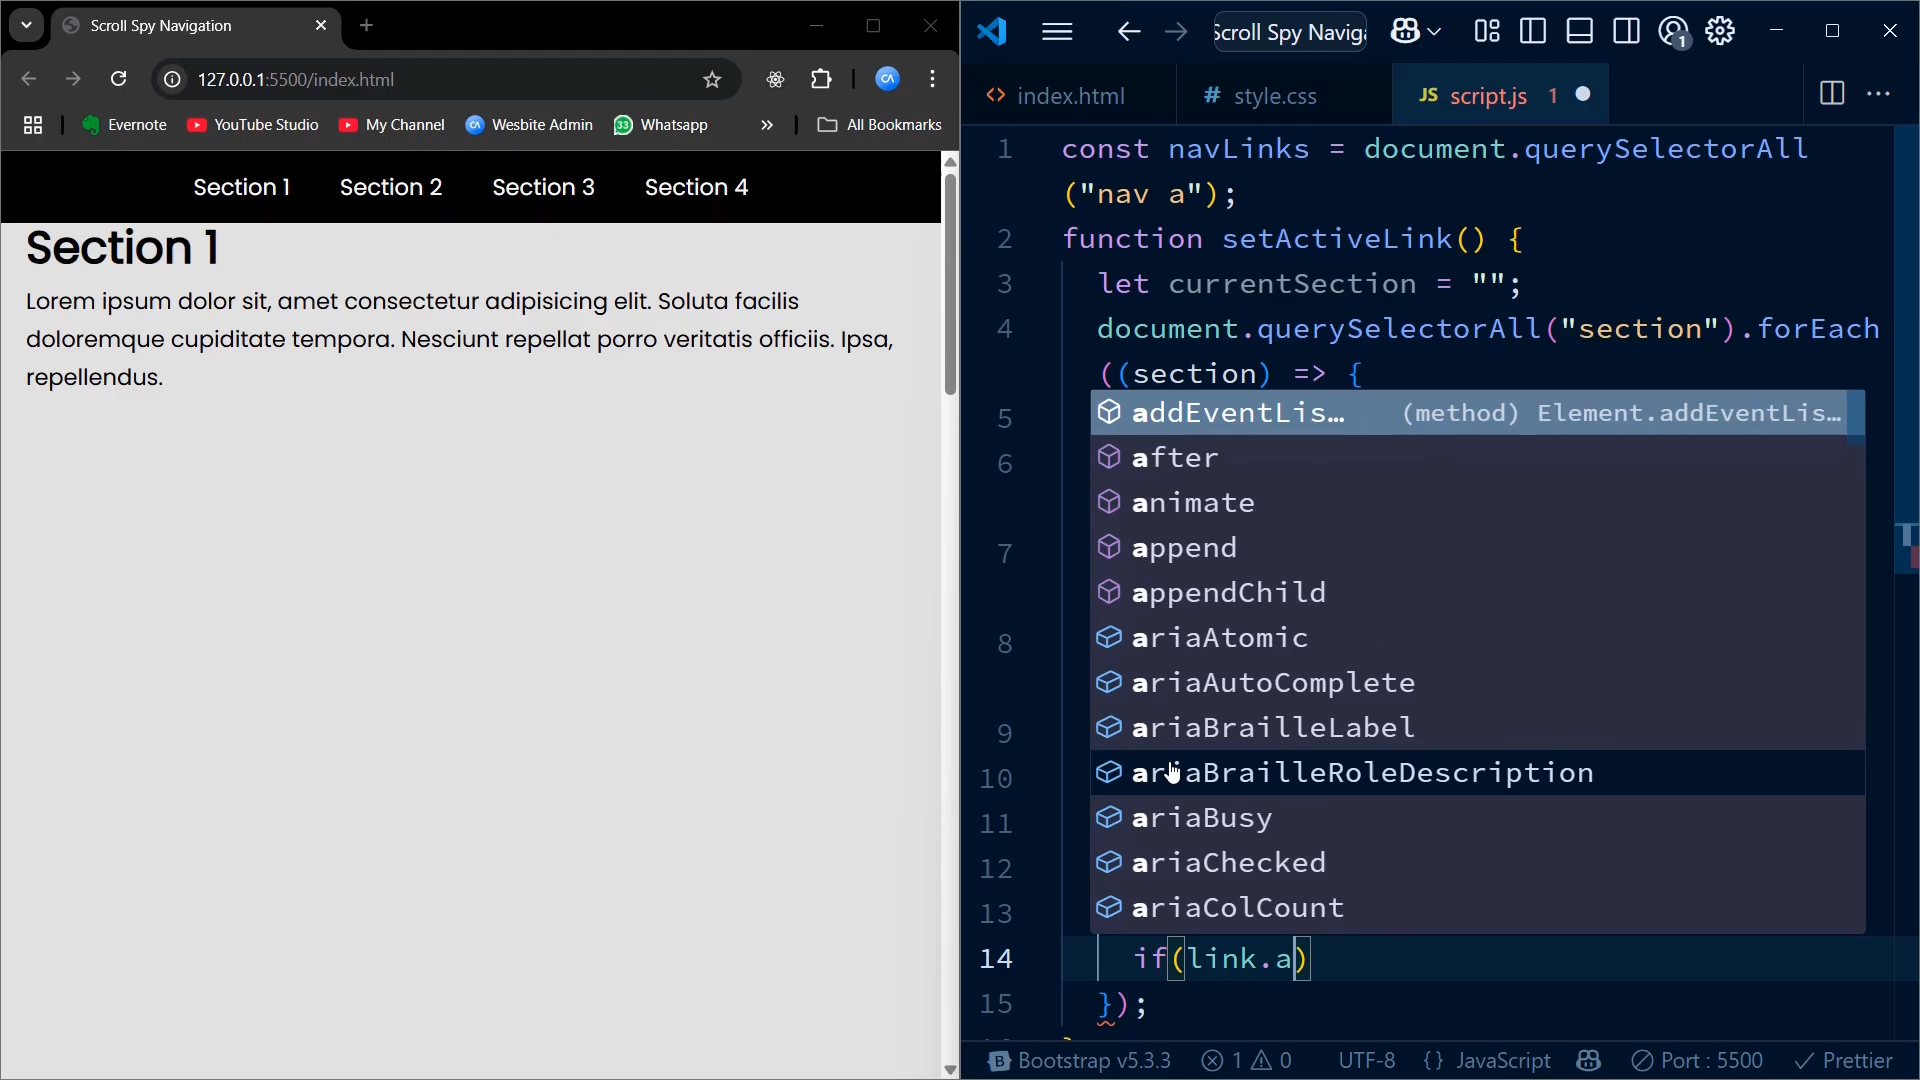 Scroll Spy Navigation
127.0.0.1:5500/index.html
Evernote
YouTube Studio
My Channel
Wesbite Admin
Whatsapp
All Bookmarks
Section 1
Section 2
Section 3
Section 4
Section 1
Lorem ipsum dolor sit, amet consectetur adipisicing elit. Soluta facilis
doloremque cupiditate tempora. Nesciunt repellat porro veritatis officiis. Ipsa,
repellendus.
Scroll Spy Naviga
1
index.html
# style.css
JS script.js 1
1 const navLinks = document.querySelectAll
("nav a");
2 function setActiveLink() {
3 let currentSection = "";
4 document.querySelectorAll("section").forEach
((section) => {
5
6
7
8
9
10
11
12
13
addEventLis… (method) Element.addEventLis…
after
animate
append
appendChild
ariaAtomic
ariaAutoComplete
ariaBrailleLabel
ariaBrailleRoleDescription
ariaBusy
ariaChecked
ariaColCount
14 if(link.a)
15 });
Bootstrap v5.3.3
1
0
UTF-8
{} JavaScript
Port : 5500
Prettier